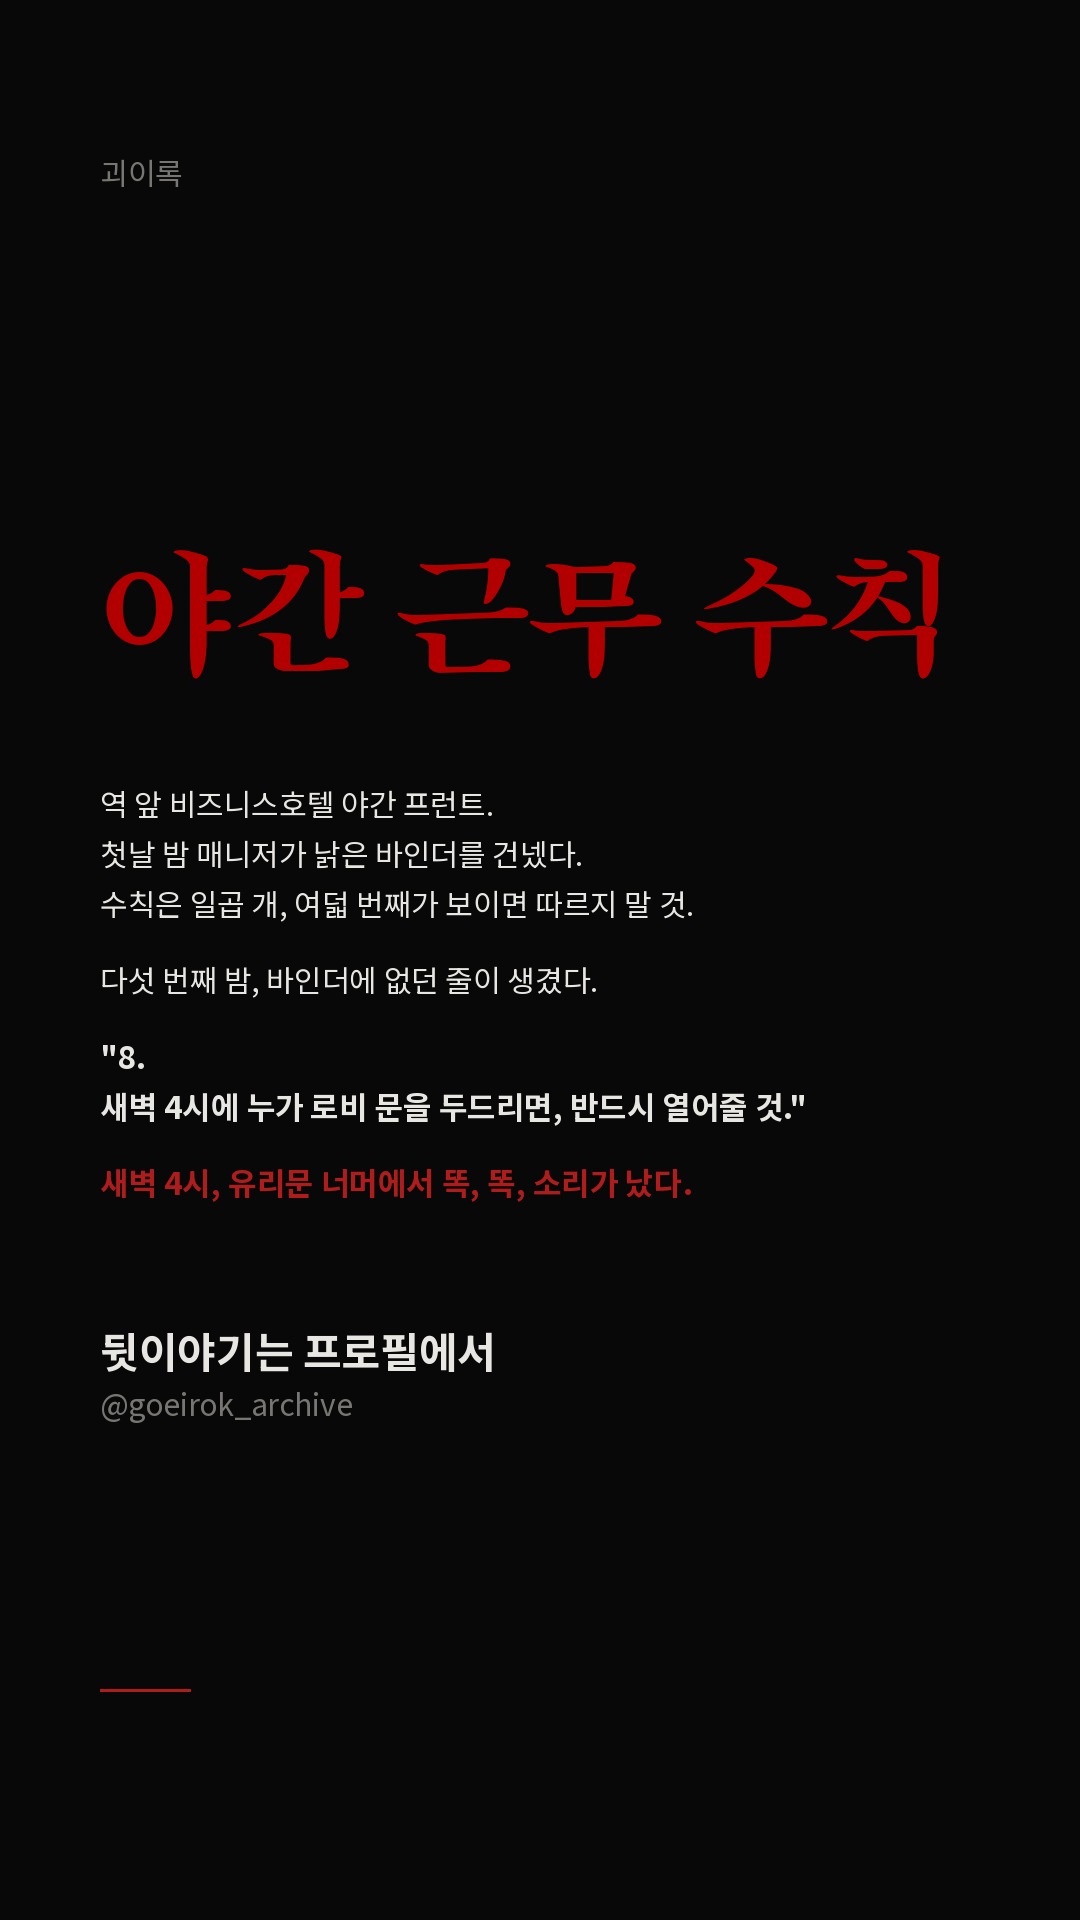 괴이록
야간 근무 수칙
역 앞 비즈니스호텔 야간 프런트.
첫날 밤 매니저가 낡은 바인더를 건넸다.
수칙은 일곱 개, 여덟 번째가 보이면 따르지 말 것.
다섯 번째 밤, 바인더에 없던 줄이 생겼다.
"8.
새벽 4시에 누가 로비 문을 두드리면, 반드시 열어줄 것."
새벽 4시, 유리문 너머에서 똑, 똑, 소리가 났다.
뒷이야기는 프로필에서
@goeirok_archive